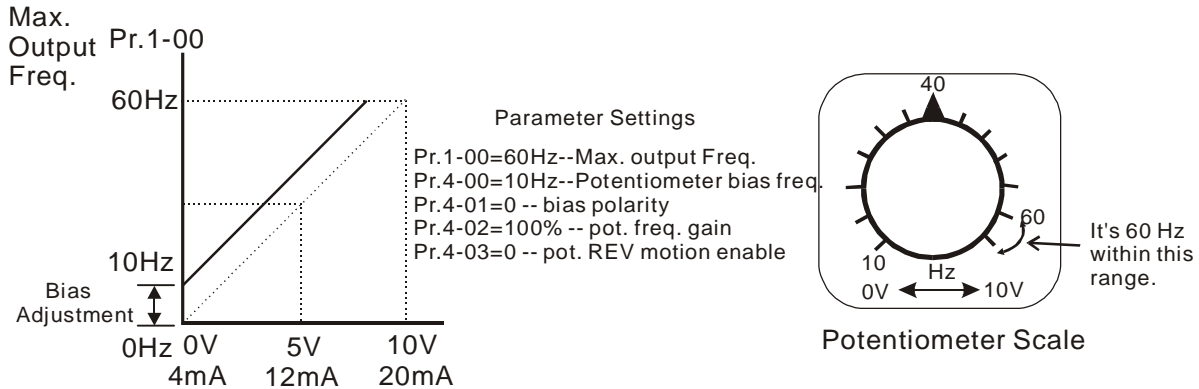 Max.
Output
Freq.
Pr.1-00
60Hz
10Hz
Bias
Adjustment
0Hz
0V
5V
10V
4mA
12mA
20mA
Parameter Settings
Pr.1-00=60Hz--Max. output Freq.
Pr.4-00=10Hz--Potentiometer bias freq.
Pr.4-01=0 -- bias polarity
Pr.4-02=100% -- pot. freq. gain
Pr.4-03=0 -- pot. REV motion enable
40
60
10
Hz
0V
10V
It's 60 Hz
within this
range.
Potentiometer Scale